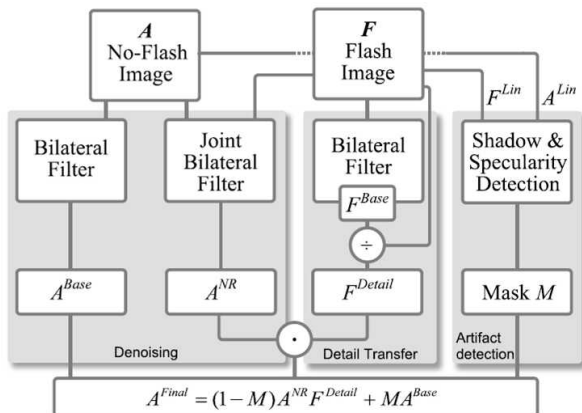 A
No-Flash
Image
F
Flash
Image
F^Lin
A^Lin
Bilateral
Filter
Joint
Bilateral
Filter
Bilateral
Filter
F^Base
Shadow &
Specularity
Detection
÷
A^Base
A^NR
F^Detail
Mask M
·
Denoising
Detail Transfer
Artifact
detection
A^Final = (1−M)A^NR F^Detail + MA^Base